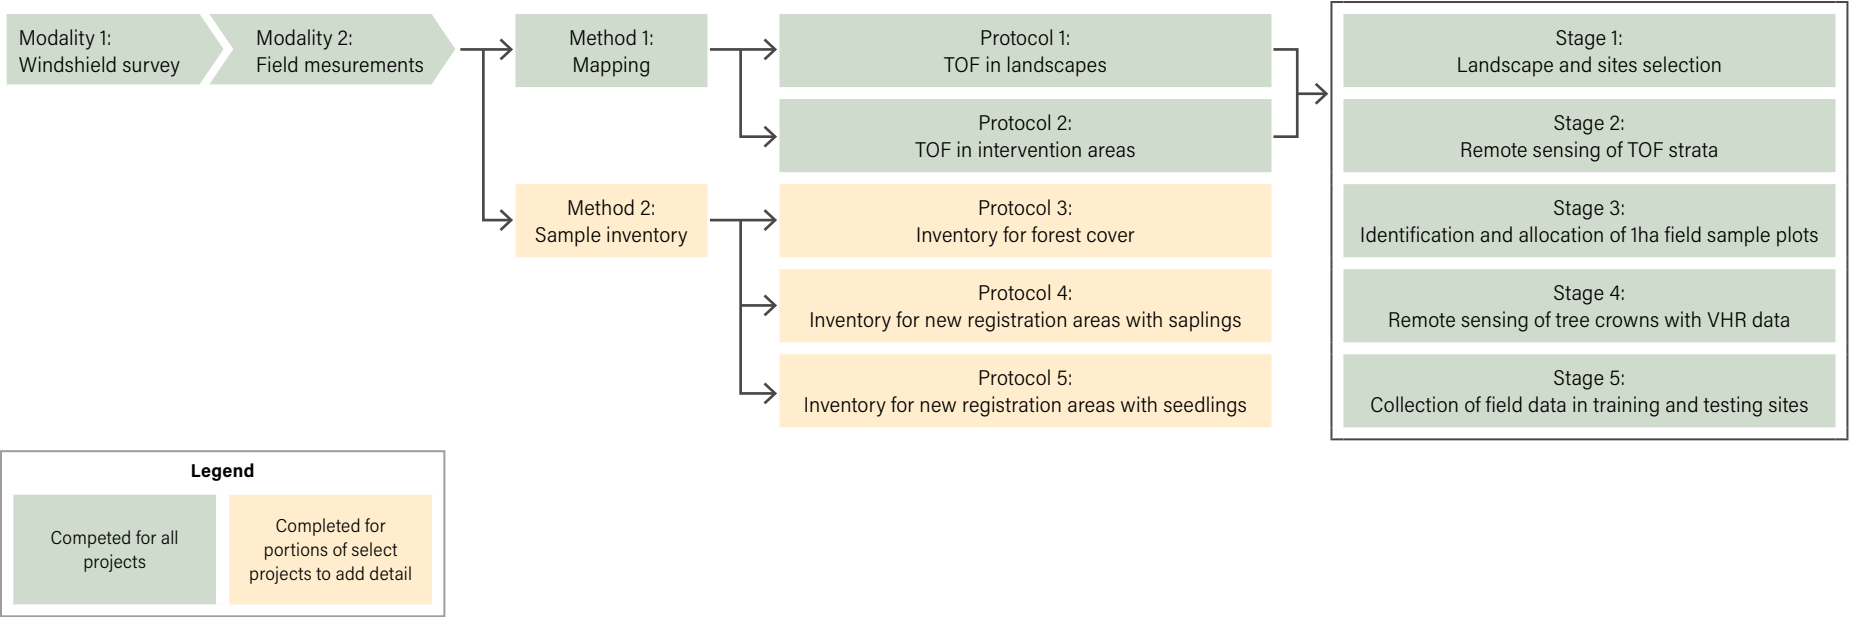 Modality 1:
Windshield survey
Modality 2:
Field mesurements
Method 1:
Mapping
Method 2:
Sample inventory
Protocol 1:
TOF in landscapes
Protocol 2:
TOF in intervention areas
Protocol 3:
Inventory for forest cover
Protocol 4:
Inventory for new registration areas with saplings
Protocol 5:
Inventory for new registration areas with seedlings
Stage 1:
Landscape and sites selection
Stage 2:
Remote sensing of TOF strata
Stage 3:
Identification and allocation of 1ha field sample plots
Stage 4:
Remote sensing of tree crowns with VHR data
Stage 5:
Collection of field data in training and testing sites
Legend
Competed for all
projects
Completed for
portions of select
projects to add detail